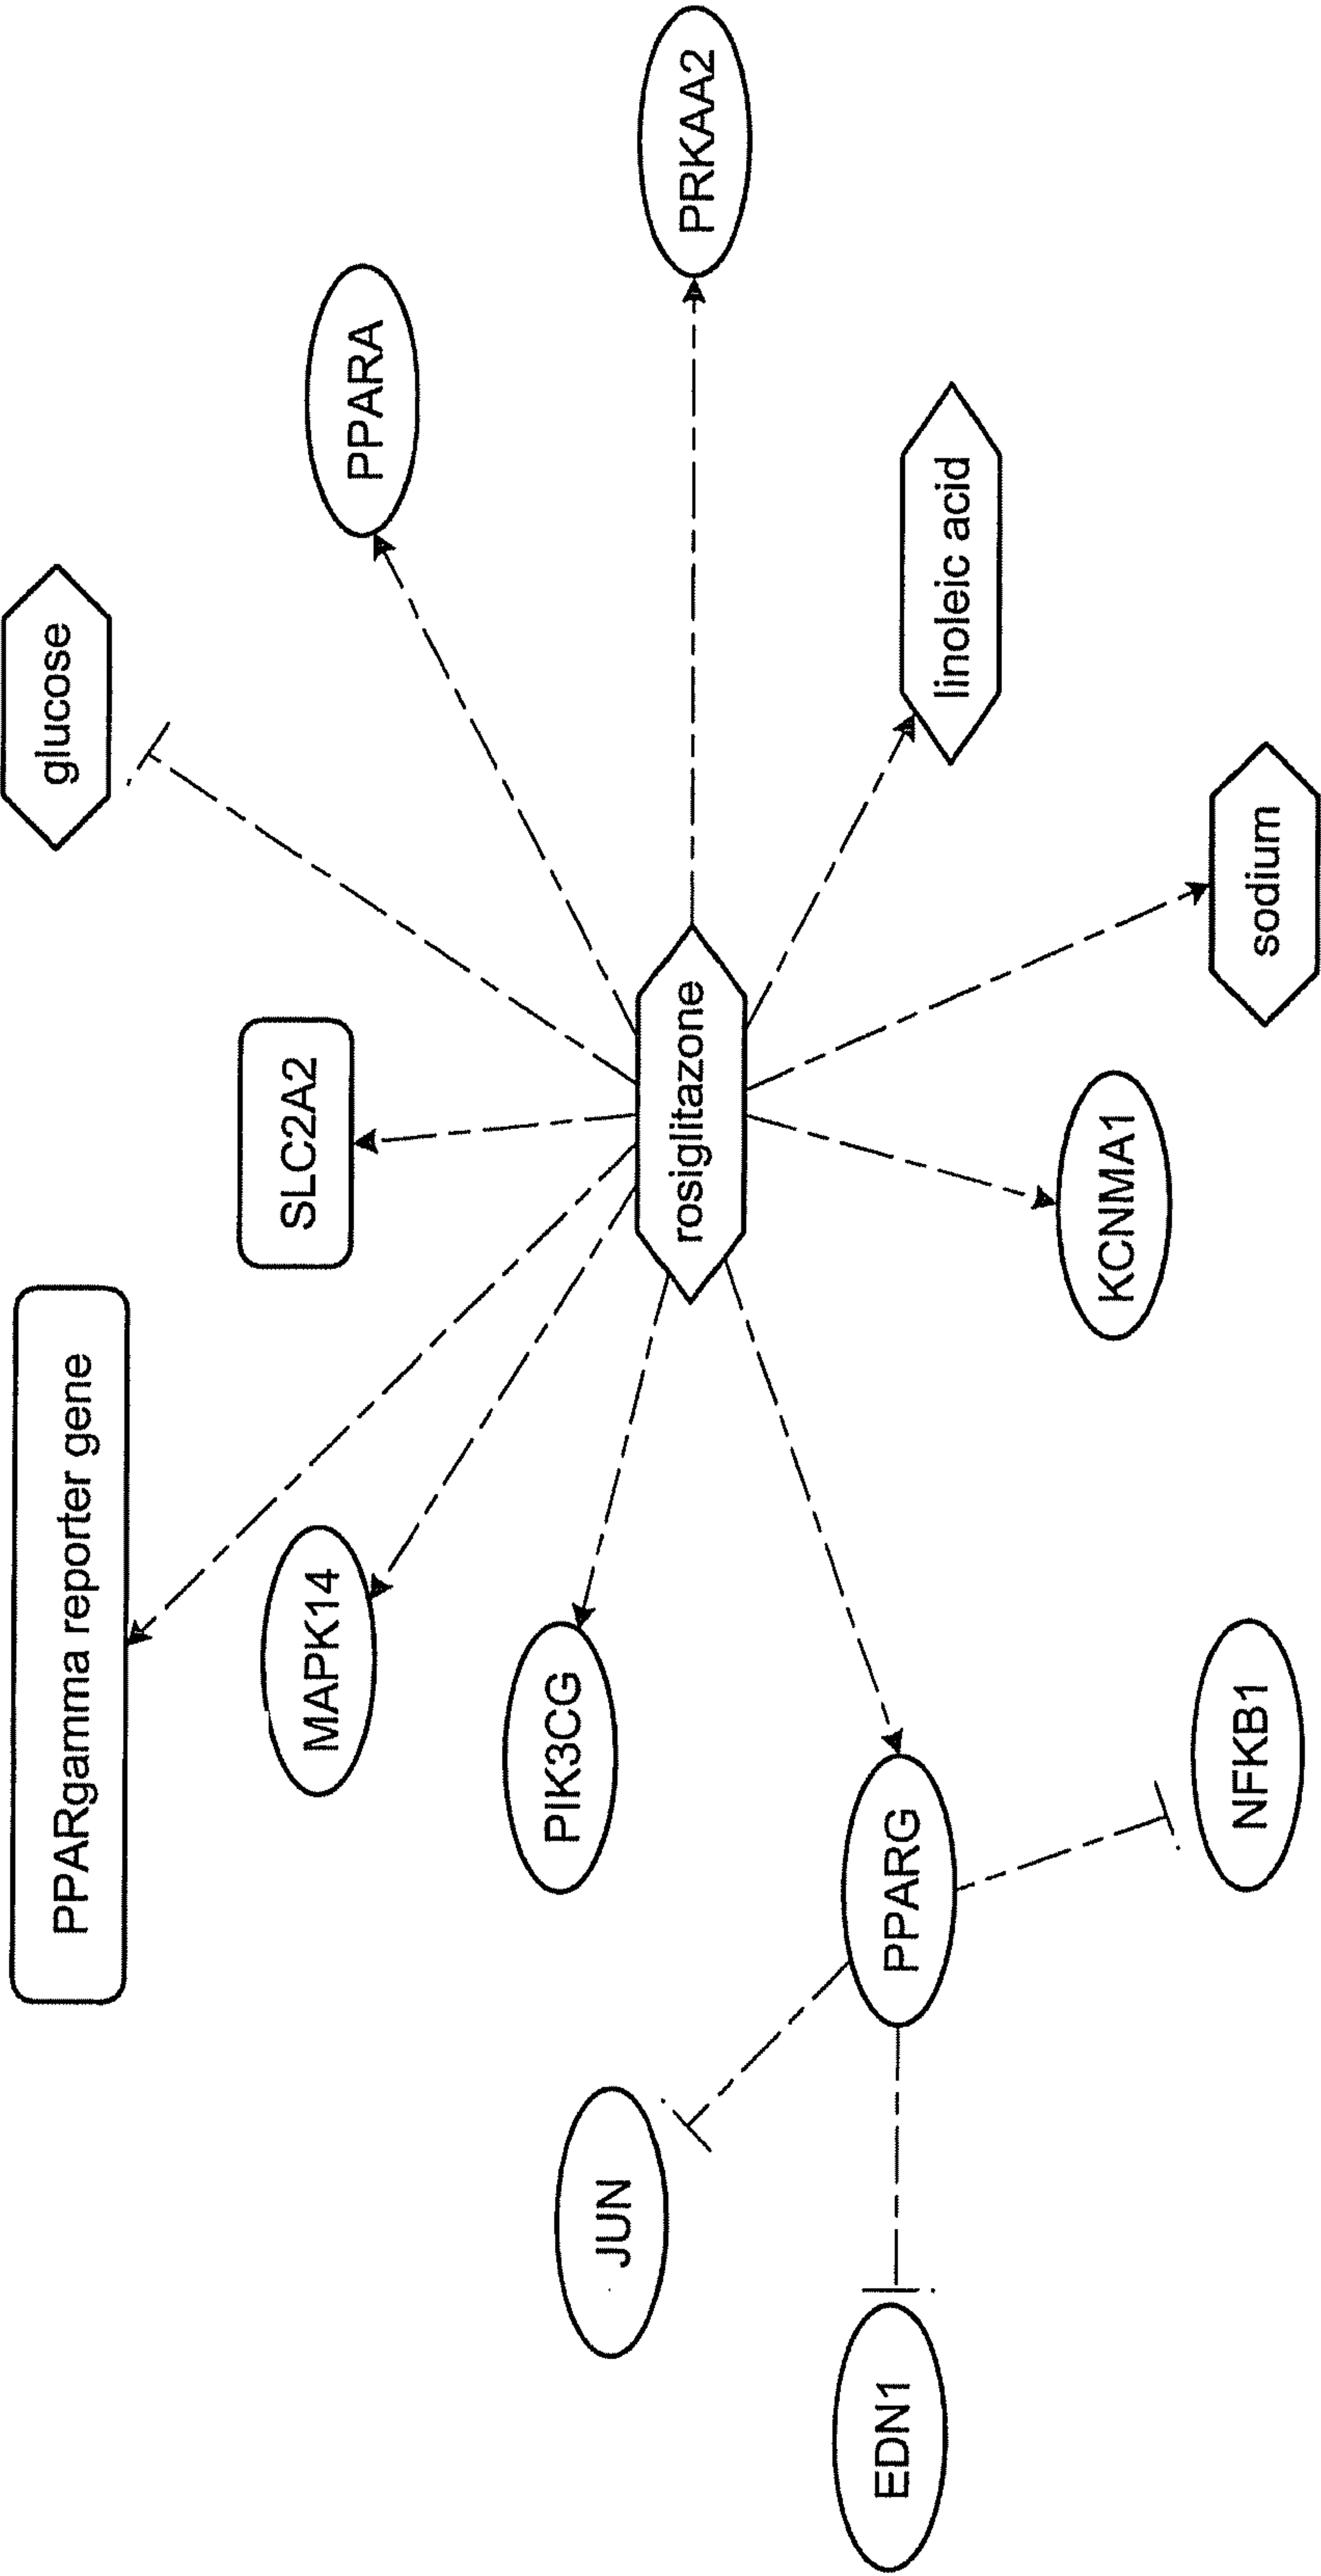 PPARgamma reporter gene
SLC2A2
glucose
MAPK14
PPARA
PIK3CG
JUN
rosiglitazone
PRKAA2
EDN1
PPARG
linoleic acid
KCNMA1
NFKB1
sodium